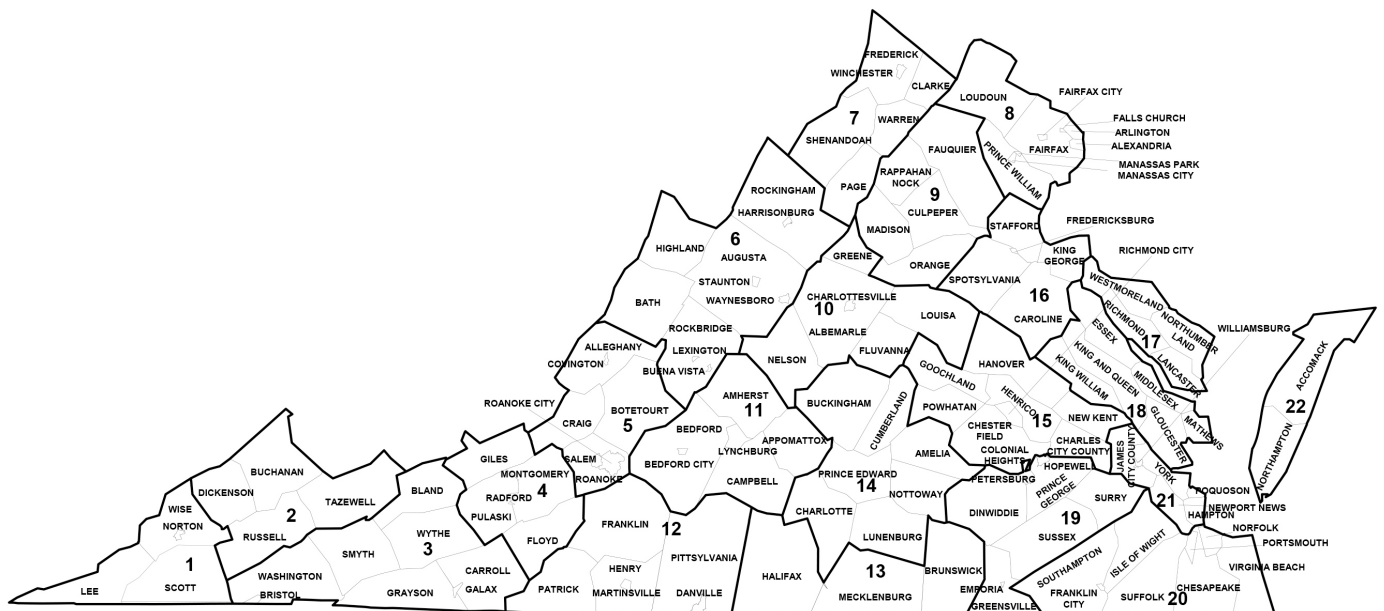 FREDERICK
WINCHESTER
CLARKE
7
WARREN
SHENANDOAH
PAGE
LOUDOUN
8
FAIRFAX CITY
FALLS CHURCH
ARLINGTON
ALEXANDRIA
FAIRFAX
MANASSAS PARK
MANASSAS CITY
PRINCE WILLIAM
FAUQUIER
RAPPAHAN
NOCK
9
CULPEPER
MADISON
ORANGE
ROCKINGHAM
HARRISONBURG
6
HIGHLAND
AUGUSTA
STAUNTON
WAYNESBORO
BATH
ROCKBRIDGE
LEXINGTON
BUENA VISTA
STAFFORD
FREDERICKSBURG
KING
GEORGE
SPOTSYLVANIA
16
CAROLINE
RICHMOND CITY
GREENE
CHARLOTTESVILLE
10
ALBEMARLE
LOUISA
NELSON
FLUVANNA
WESTMORELAND
RICHMOND
NORTHUMBER
LAND
17
LANCASTER
WILLIAMSBURG
ESSEX
KING AND QUEEN
KING WILLIAM
MIDDLESEX
18
GLOUCESTER
MATHEWS
ACCOMACK
22
NORTHAMPTON
ALLEGHANY
COVINGTON
ROANOKE CITY
BOTETOURT
CRAIG
5
SALEM
ROANOKE
AMHERST
11
BEDFORD
APPOMATTOX
LYNCHBURG
BEDFORD CITY
CAMPBELL
BUCKINGHAM
CUMBERLAND
PRINCE EDWARD
14
AMELIA
NOTTOWAY
CHARLOTTE
LUNENBURG
HANOVER
GOOCHLAND
HENRICO
POWHATAN
15
NEW KENT
CHESTER
FIELD
CHARLES
CITY COUNTY
COLONIAL
HEIGHTS
JAMES
CITY COUNTY
YORK
21
POQUOSON
NEWPORT NEWS
HAMPTON
NORFOLK
PORTSMOUTH
VIRGINIA BEACH
CHESAPEAKE
20
SUFFOLK
ISLE OF WIGHT
SOUTHAMPTON
FRANKLIN
CITY
HOPEWELL
PETERSBURG
PRINCE
GEORGE
SURRY
DINWIDDIE
19
SUSSEX
EMPORIA
GREENSVILLE
BRUNSWICK
13
MECKLENBURG
HALIFAX
12
FRANKLIN
PITTSYLVANIA
HENRY
MARTINSVILLE
DANVILLE
PATRICK
GILES
MONTGOMERY
4
RADFORD
PULASKI
FLOYD
BLAND
WYTHE
3
SMYTH
CARROLL
GALAX
GRAYSON
WASHINGTON
BRISTOL
BUCHANAN
DICKENSON
TAZEWELL
2
RUSSELL
WISE
NORTON
1
SCOTT
LEE